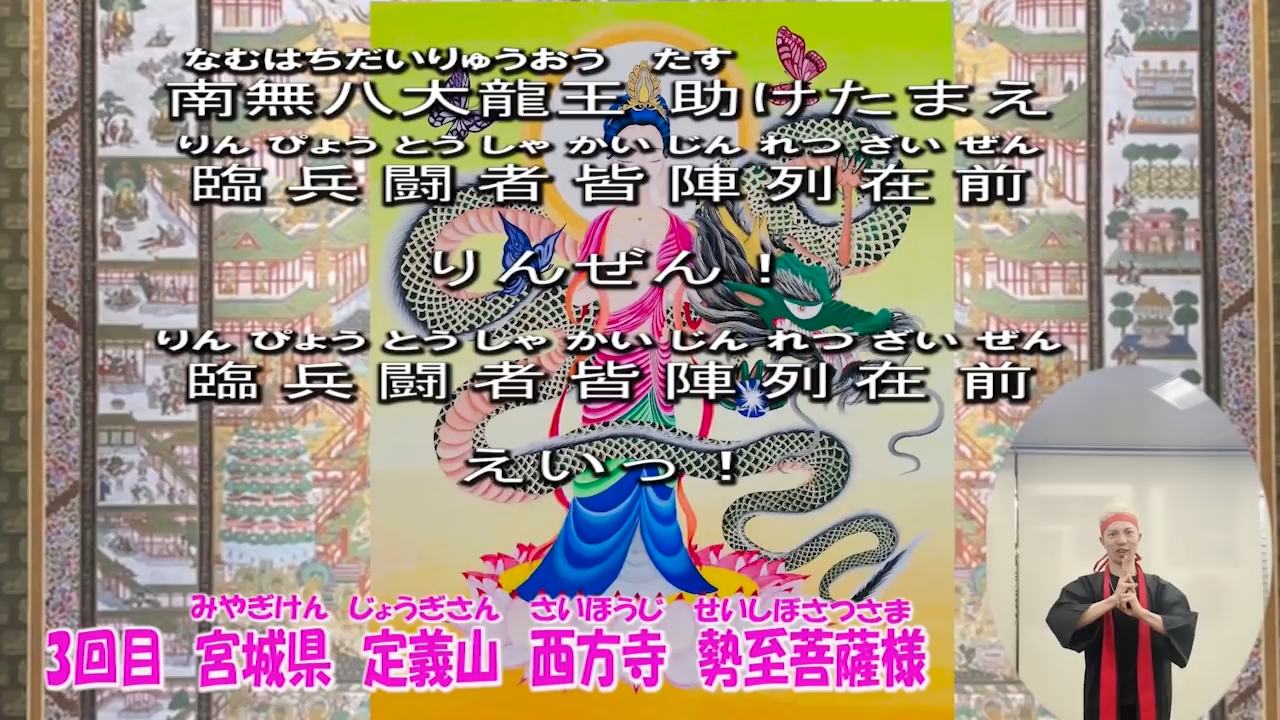 なむはちだいりゅうおう たす
南無八大龍王 助けたまえ
りん ぴょう とう しゃ かい じん れつ ざい ぜん
臨兵闘者皆陣列在前
りんぜん！
りん ぴょう とう しゃ かい じん れつ ざい ぜん
臨兵闘者皆陣列在前
えいっ！
みやぎけん じょうぎさん さいほうじ せいしぼさつさま
3回目 宮城県 定義山 西方寺 勢至菩薩様